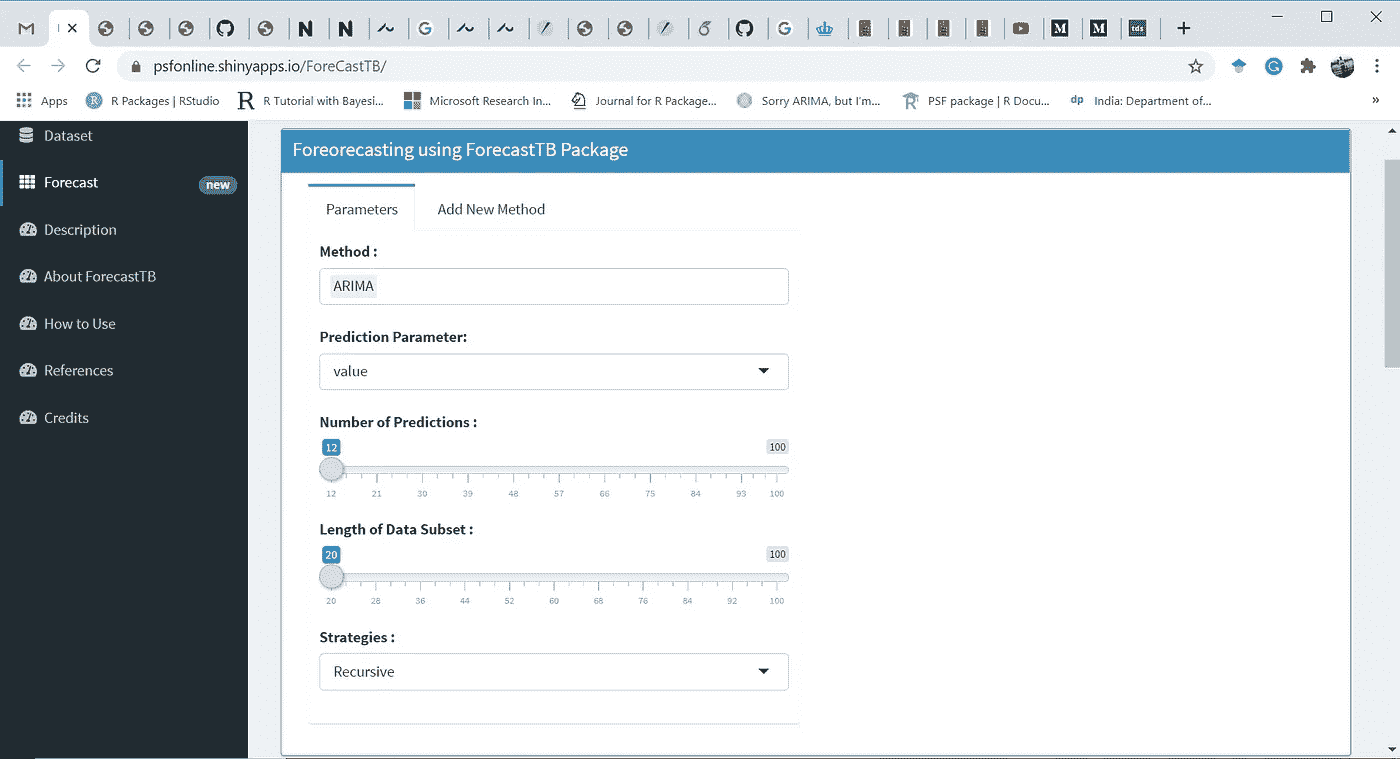 psfonline.shinyapps.io/ForeCastTB/
Apps R Packages | RStudio R Tutorial with Bayesi... Microsoft Research In... Journal for R Package... Sorry ARIMA, but I'm... PSF package | R Docu... dp India: Department of... »
Dataset
Forecast new
Description
About ForecastTB
How to Use
References
Credits
Foreorecasting using ForecastTB Package
Parameters Add New Method
Method :
ARIMA
Prediction Parameter:
value
Number of Predictions :
12 100
12 21 30 39 48 57 66 75 84 93 100
Length of Data Subset :
20 100
20 28 36 44 52 60 68 76 84 92 100
Strategies :
Recursive